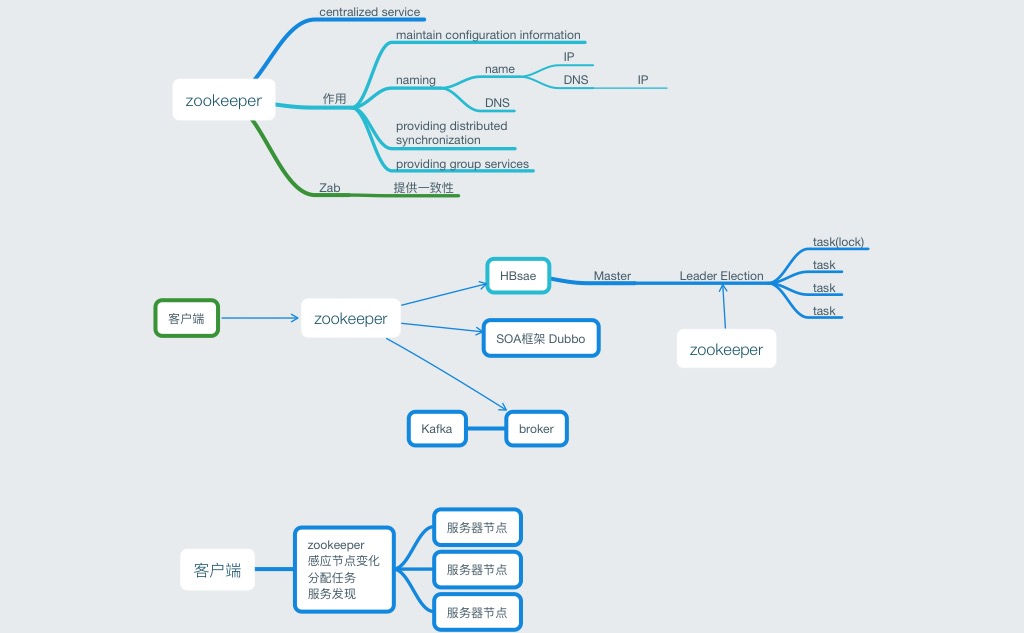 centralized service
maintain configuration information
IP
name
naming
DNS
IP
作用
zookeeper
DNS
providing distributed
synchronization
providing group services
Zab
提供一致性
task(lock)
task
HBsae
Master
Leader Election
task
task
客户端
zookeeper
SOA框架 Dubbo
zookeeper
Kafka
broker
服务器节点
zookeeper
感应节点变化
客户端
服务器节点
分配任务
服务发现
服务器节点